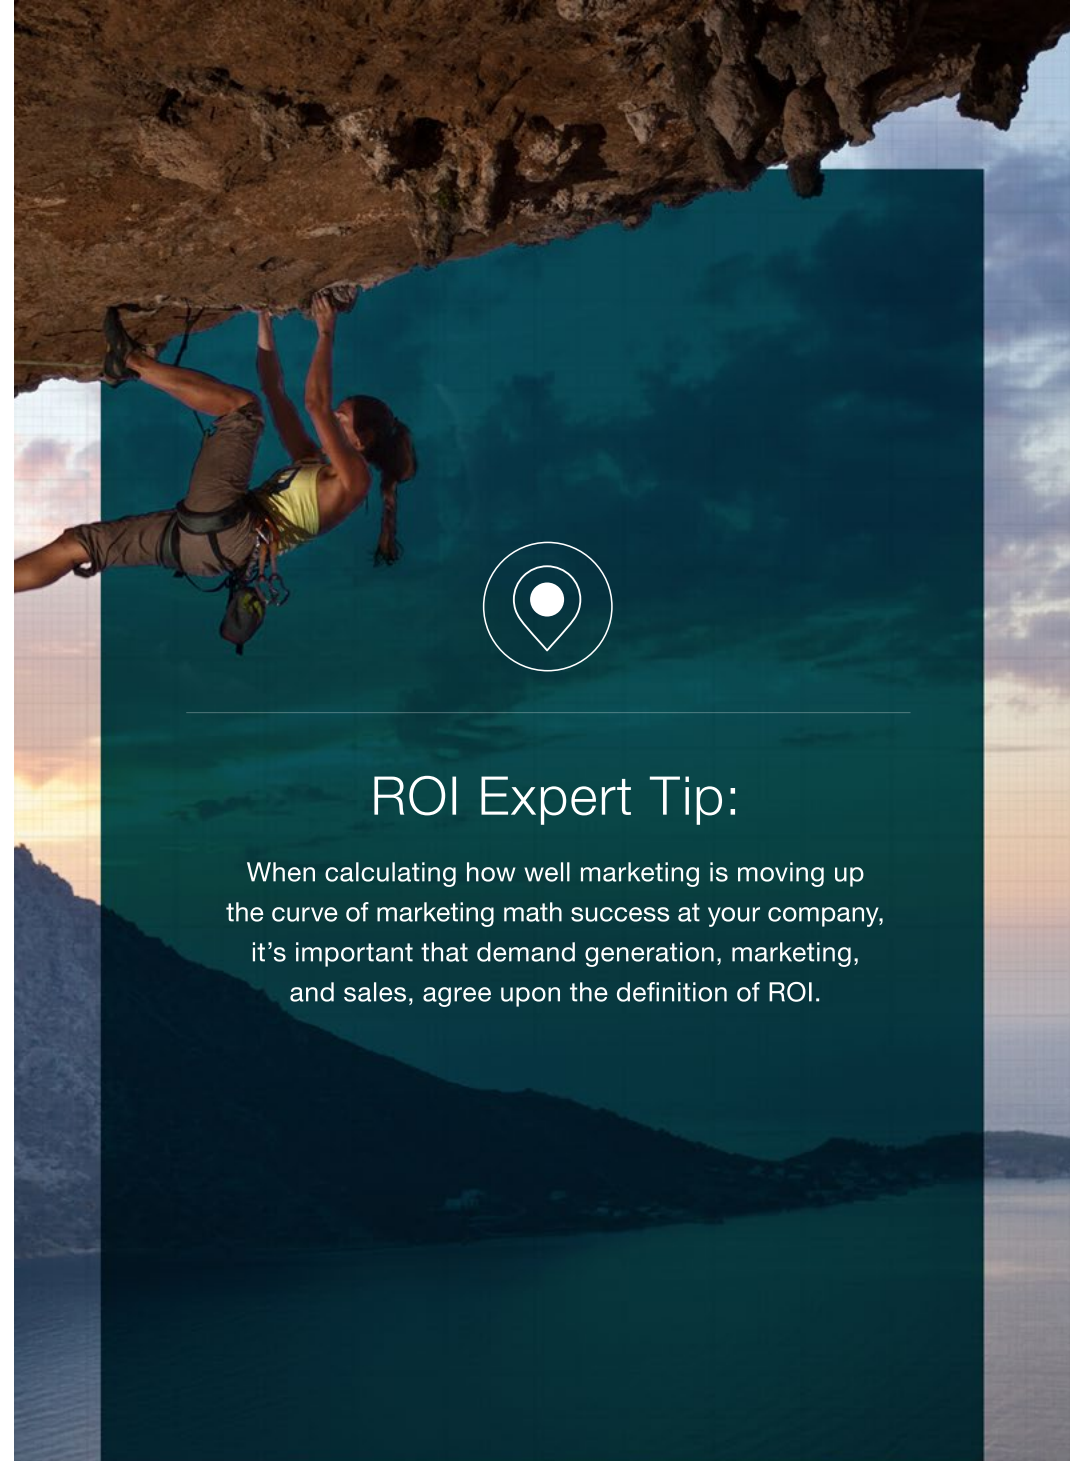 ROI Expert Tip:
When calculating how well marketing is moving up
the curve of marketing math success at your company,
it’s important that demand generation, marketing,
and sales, agree upon the definition of ROI.